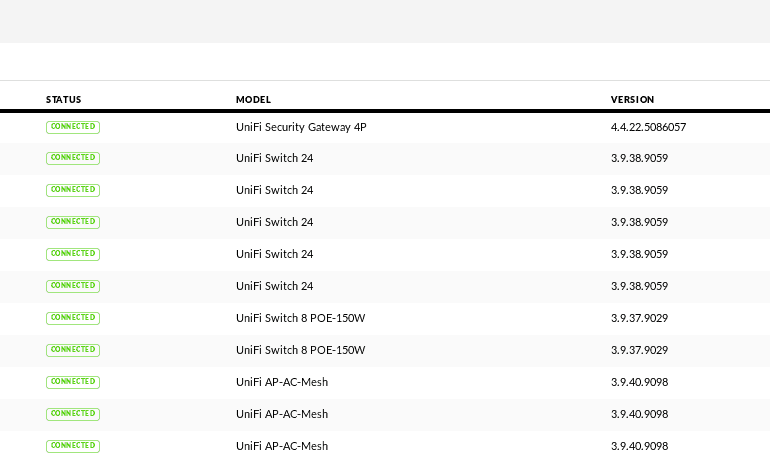 STATUS MODEL VERSION
CONNECTED UniFi Security Gateway 4P 4.4.22.5086057
CONNECTED UniFi Switch 24 3.9.38.9059
CONNECTED UniFi Switch 24 3.9.38.9059
CONNECTED UniFi Switch 24 3.9.38.9059
CONNECTED UniFi Switch 24 3.9.38.9059
CONNECTED UniFi Switch 24 3.9.38.9059
CONNECTED UniFi Switch 8 POE-150W 3.9.37.9029
CONNECTED UniFi Switch 8 POE-150W 3.9.37.9029
CONNECTED UniFi AP-AC-Mesh 3.9.40.9098
CONNECTED UniFi AP-AC-Mesh 3.9.40.9098
CONNECTED UniFi AP-AC-Mesh 3.9.40.9098